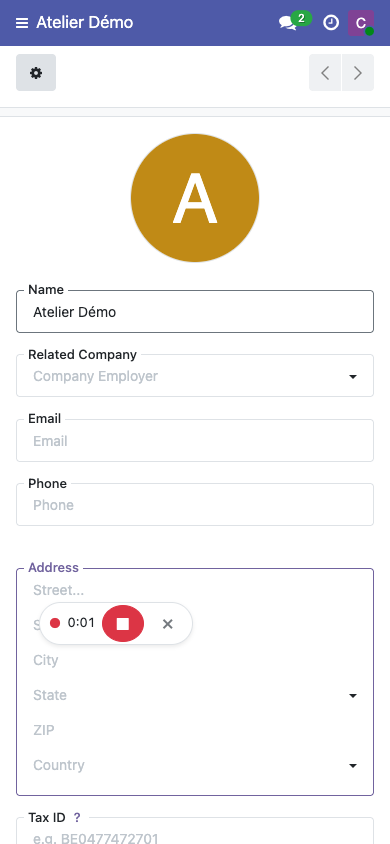 Atelier Démo
2
C
A
Name
Atelier Démo
Related Company
Company Employer
Email
Email
Phone
Phone
Address
Street...
0:01
City
State
ZIP
Country
Tax ID ?
e.g. BE0477472701